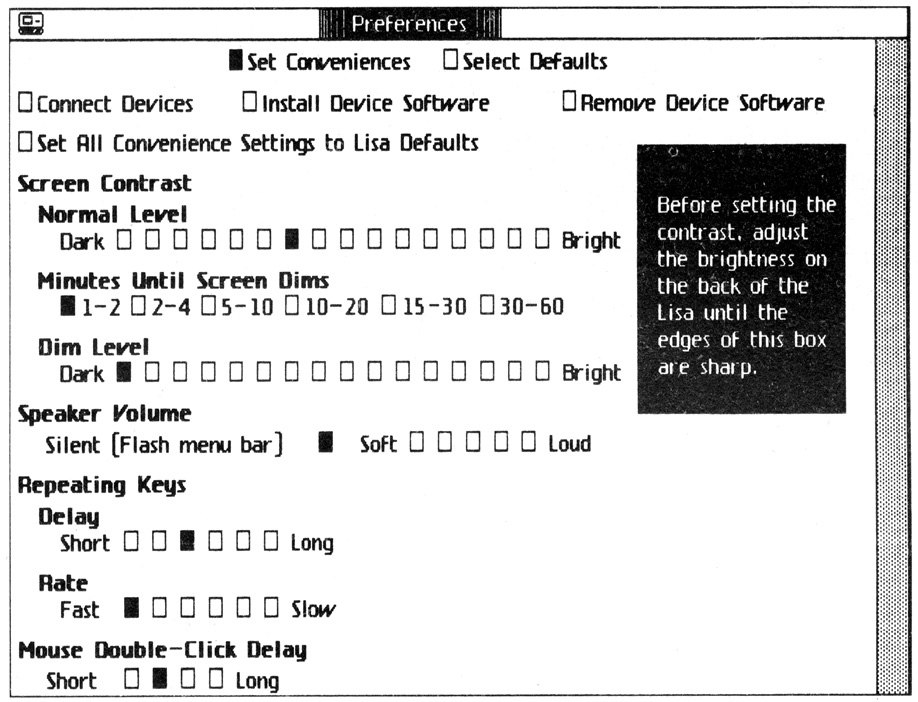 Preferences
Set Conveniences Select Defaults
Connect Devices Install Device Software Remove Device Software
Set All Convenience Settings to Lisa Defaults
Screen Contrast
Normal Level
Dark Bright
Minutes Until Screen Dims
1-2 2-4 5-10 10-20 15-30 30-60
Dim Level
Dark Bright
Speaker Volume
Silent (Flash menu bar) Soft Loud
Repeating Keys
Delay
Short Long
Rate
Fast Slow
Mouse Double-Click Delay
Short Long
Before setting the
contrast, adjust
the brightness on
the back of the
Lisa until the
edges of this box
are sharp.